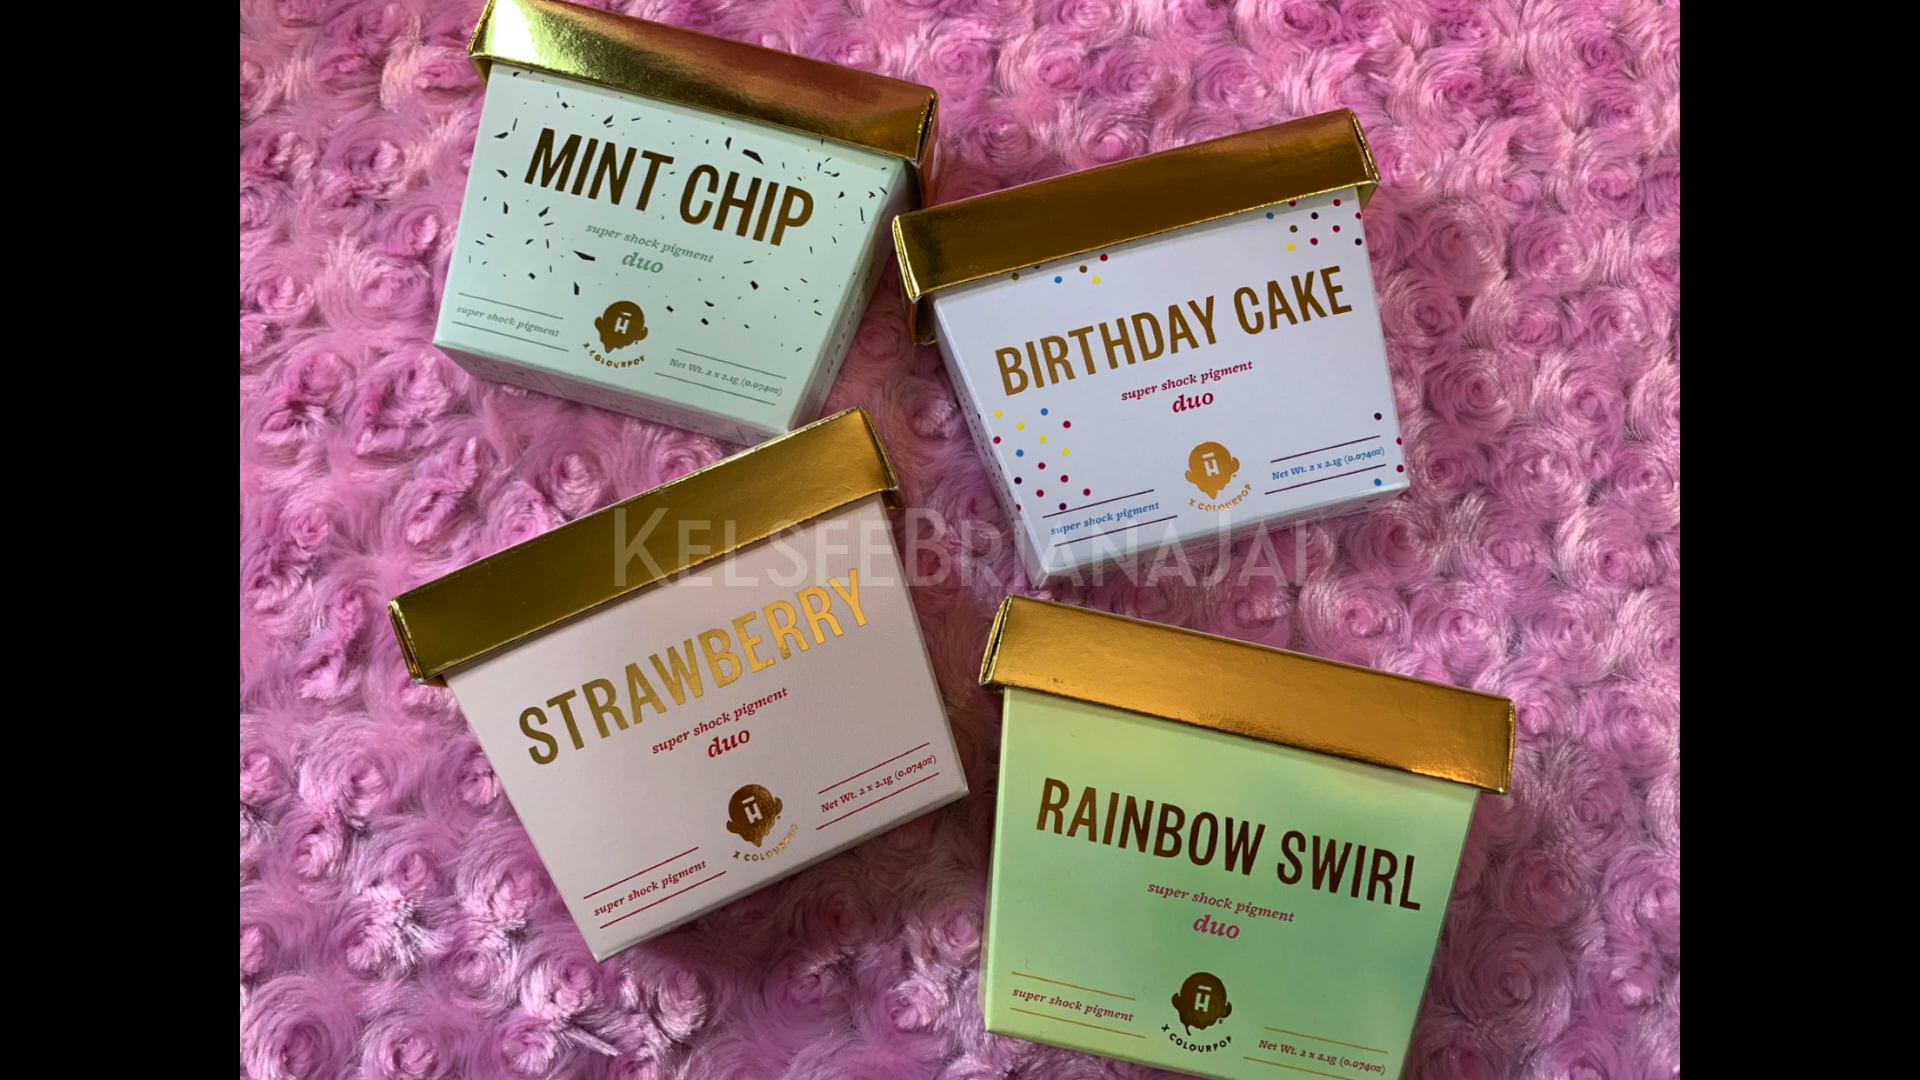 MINT CHIP
super shock pigment
duo
super shock pigment
H
X COLOURPOP
Net Wt. 2 x 2.1g (0.074oz)
BIRTHDAY CAKE
super shock pigment
duo
super shock pigment
H
X COLOURPOP
Net Wt. 2 x 2.1g (0.074oz)
KELSEEBRIANAJAI
STRAWBERRY
super shock pigment
duo
super shock pigment
H
X COLOURPOP
Net Wt. 2 x 2.1g (0.074oz)
RAINBOW SWIRL
super shock pigment
duo
super shock pigment
H
X COLOURPOP
Net Wt. 2 x 2.1g (0.074oz)